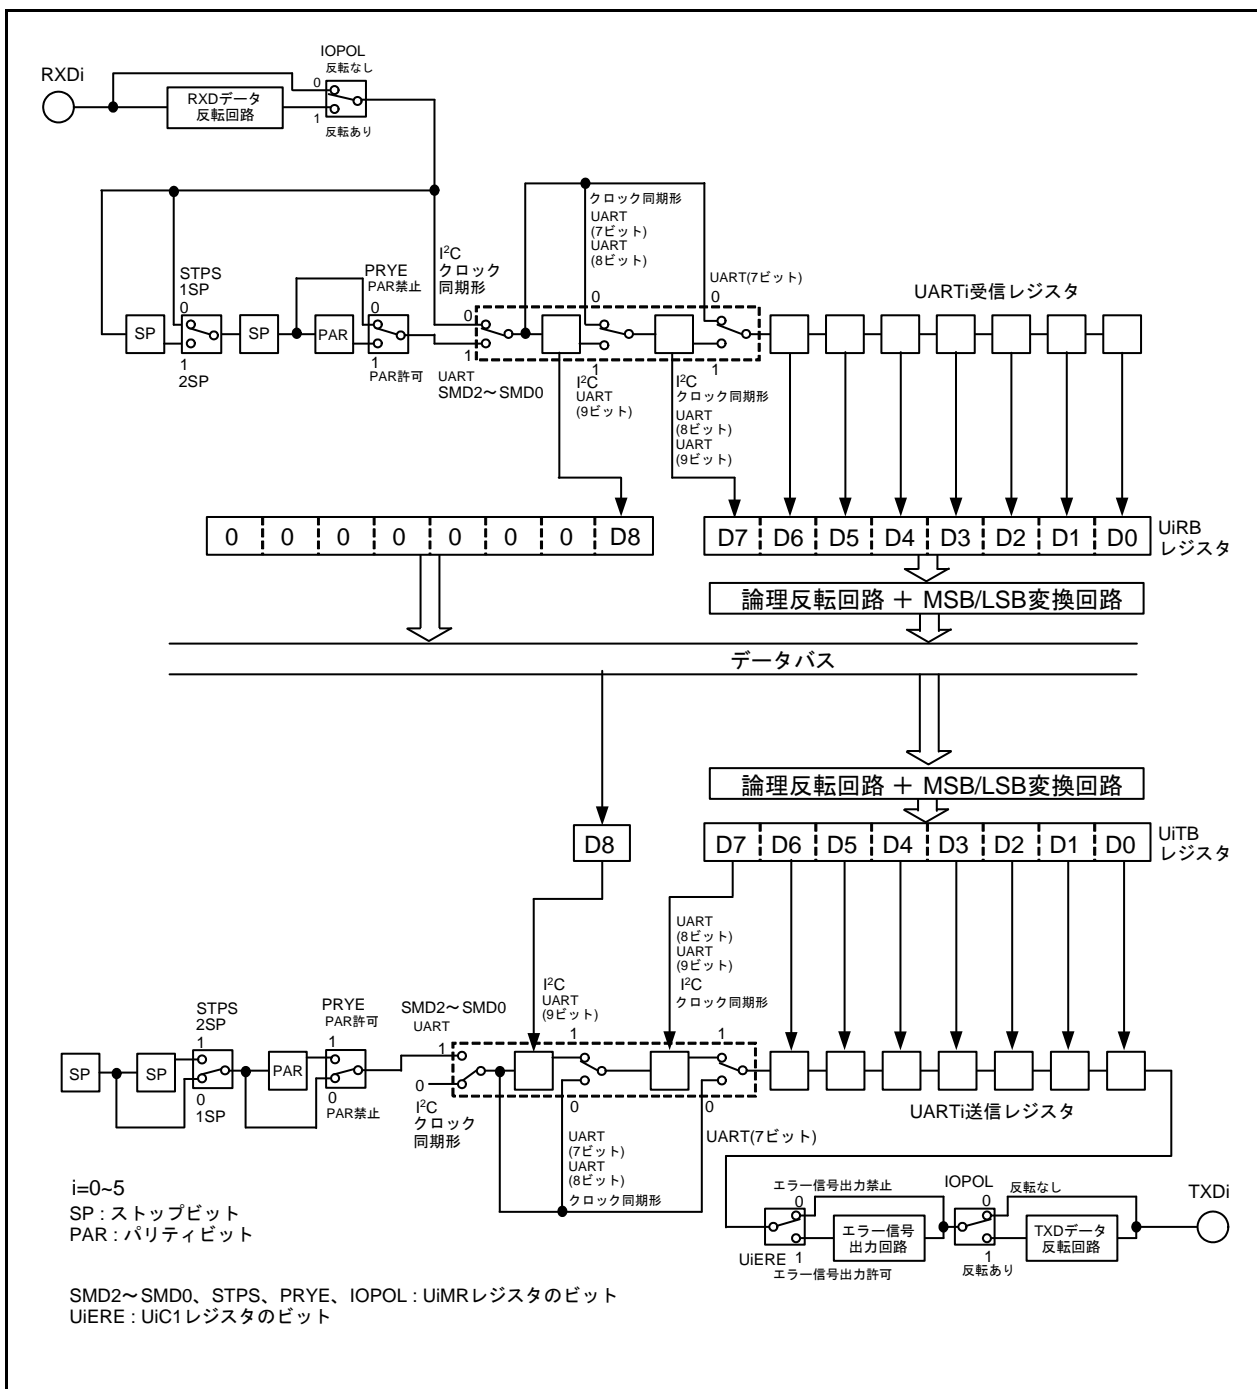 IOPOL
反転なし
RXDi
0
RXDデータ
反転回路
1
反転あり
クロック同期形
UART
(7ビット)
UART
(8ビット)
I²C
クロック
同期形
STPS
1SP
PRYE
PAR禁止
UART(7ビット)
UARTi受信レジスタ
0
0
0
0
0
SP
SP
PAR
1
2SP
1
PAR許可
1
UART
SMD2～SMD0
1
I²C
UART
(9ビット)
1
I²C
クロック同期形
UART
(8ビット)
UART
(9ビット)
0 0 0 0 0 0 0 D8
D7 D6 D5 D4 D3 D2 D1 D0
UiRB
レジスタ
論理反転回路 ＋ MSB/LSB変換回路
データバス
論理反転回路 ＋ MSB/LSB変換回路
D8
D7 D6 D5 D4 D3 D2 D1 D0
UiTB
レジスタ
UART
(8ビット)
UART
(9ビット)
I²C
クロック同期形
I²C
UART
(9ビット)
STPS
2SP
PRYE
PAR許可
SMD2～SMD0
UART
1
1
1
1
1
SP
SP
PAR
0
1SP
0
PAR禁止
0
I²C
クロック
同期形
0
0
UARTi送信レジスタ
UART
(7ビット)
UART
(8ビット)
クロック同期形
UART(7ビット)
i=0~5
SP : ストップビット
PAR : パリティビット
エラー信号出力禁止
0
IOPOL
0
反転なし
TXDi
エラー信号
出力回路
TXDデータ
反転回路
UiERE
1
エラー信号出力許可
1
反転あり
SMD2～SMD0、STPS、PRYE、IOPOL : UiMRレジスタのビット
UiERE : UiC1レジスタのビット